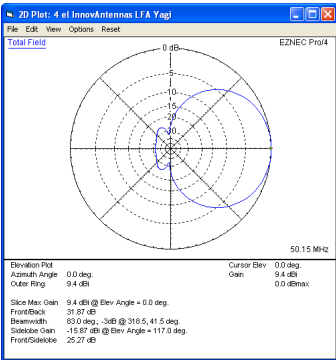 2D Plot: 4 el InnovAntennas LFA Yagi
File Edit View Options Reset
Total Field
EZNEC Pro/4
0 dB
-5
-10
-15
-20
-30
50.15 MHz
Elevation Plot
Azimuth Angle 0.0 deg.
Outer Ring 9.4 dBi
Cursor Elev 0.0 deg.
Gain 9.4 dBi
0.0 dBmax
Slice Max Gain 9.4 dBi @ Elev Angle = 0.0 deg.
Front/Back 31.87 dB
Beamwidth 83.0 deg.; -3dB @ 318.5, 41.5 deg.
Sidelobe Gain -15.87 dBi @ Elev Angle = 117.0 deg.
Front/Sidelobe 25.27 dB